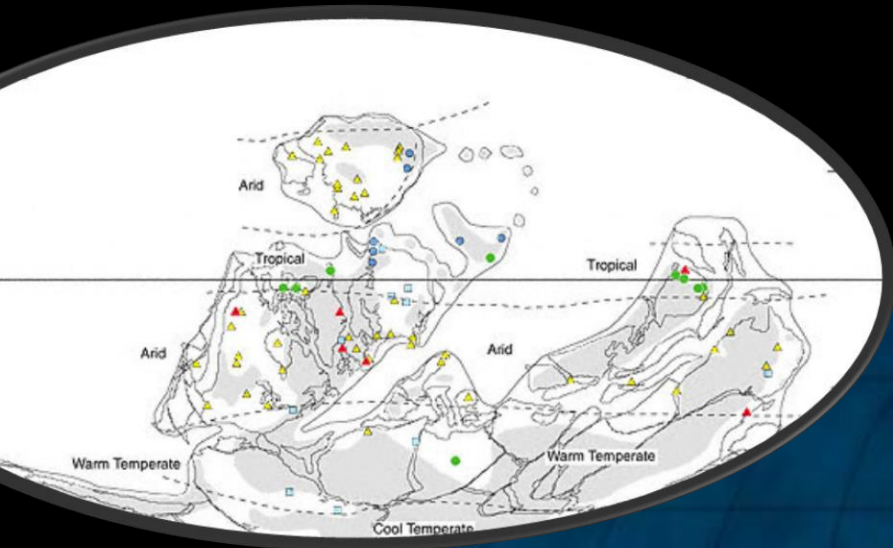 Arid
Tropical
Tropical
Arid
Arid
Warm Temperate
Warm Temperate
Cool Temperate